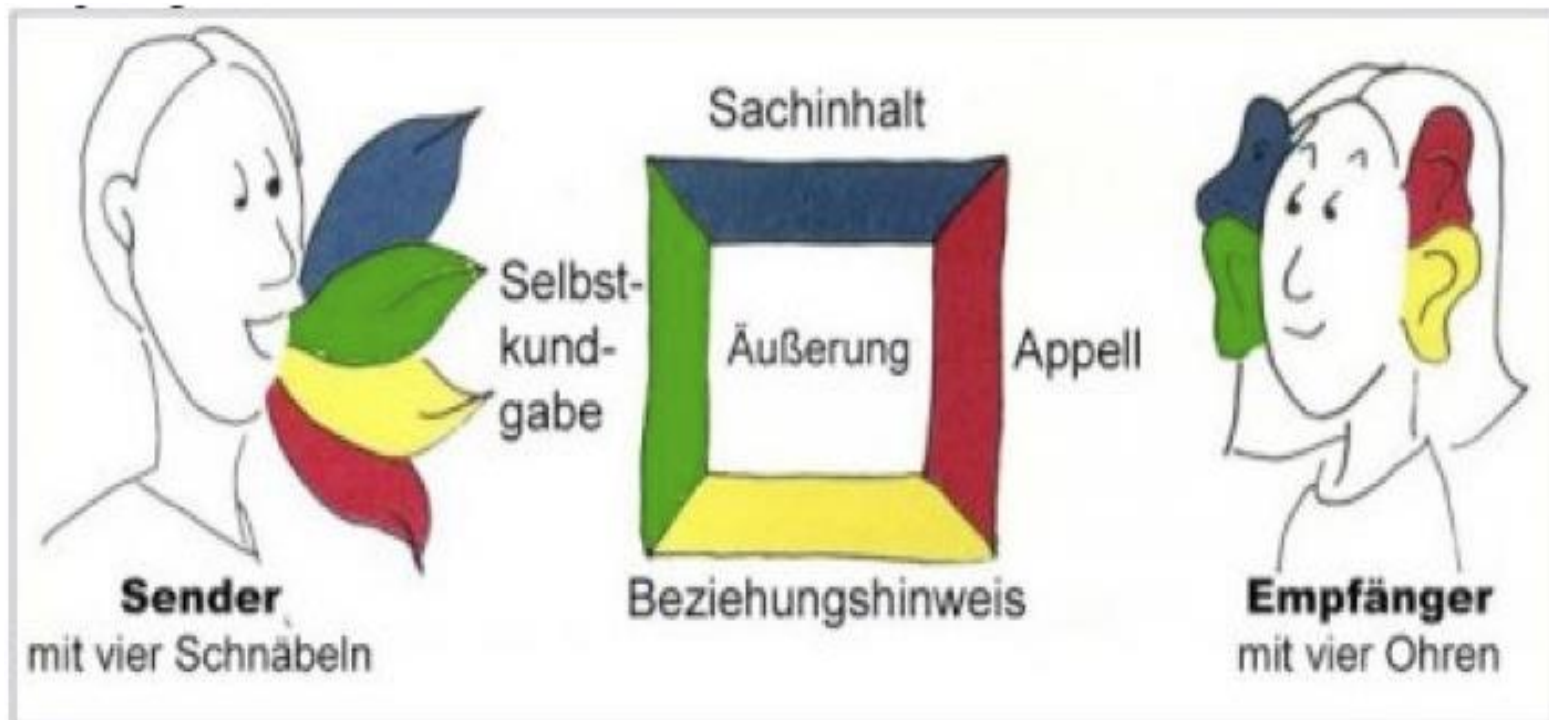 Sachinhalt
Selbst-
kund-
gabe
Äußerung
Appell
Beziehungshinweis
Sender
mit vier Schnäbeln
Empfänger
mit vier Ohren